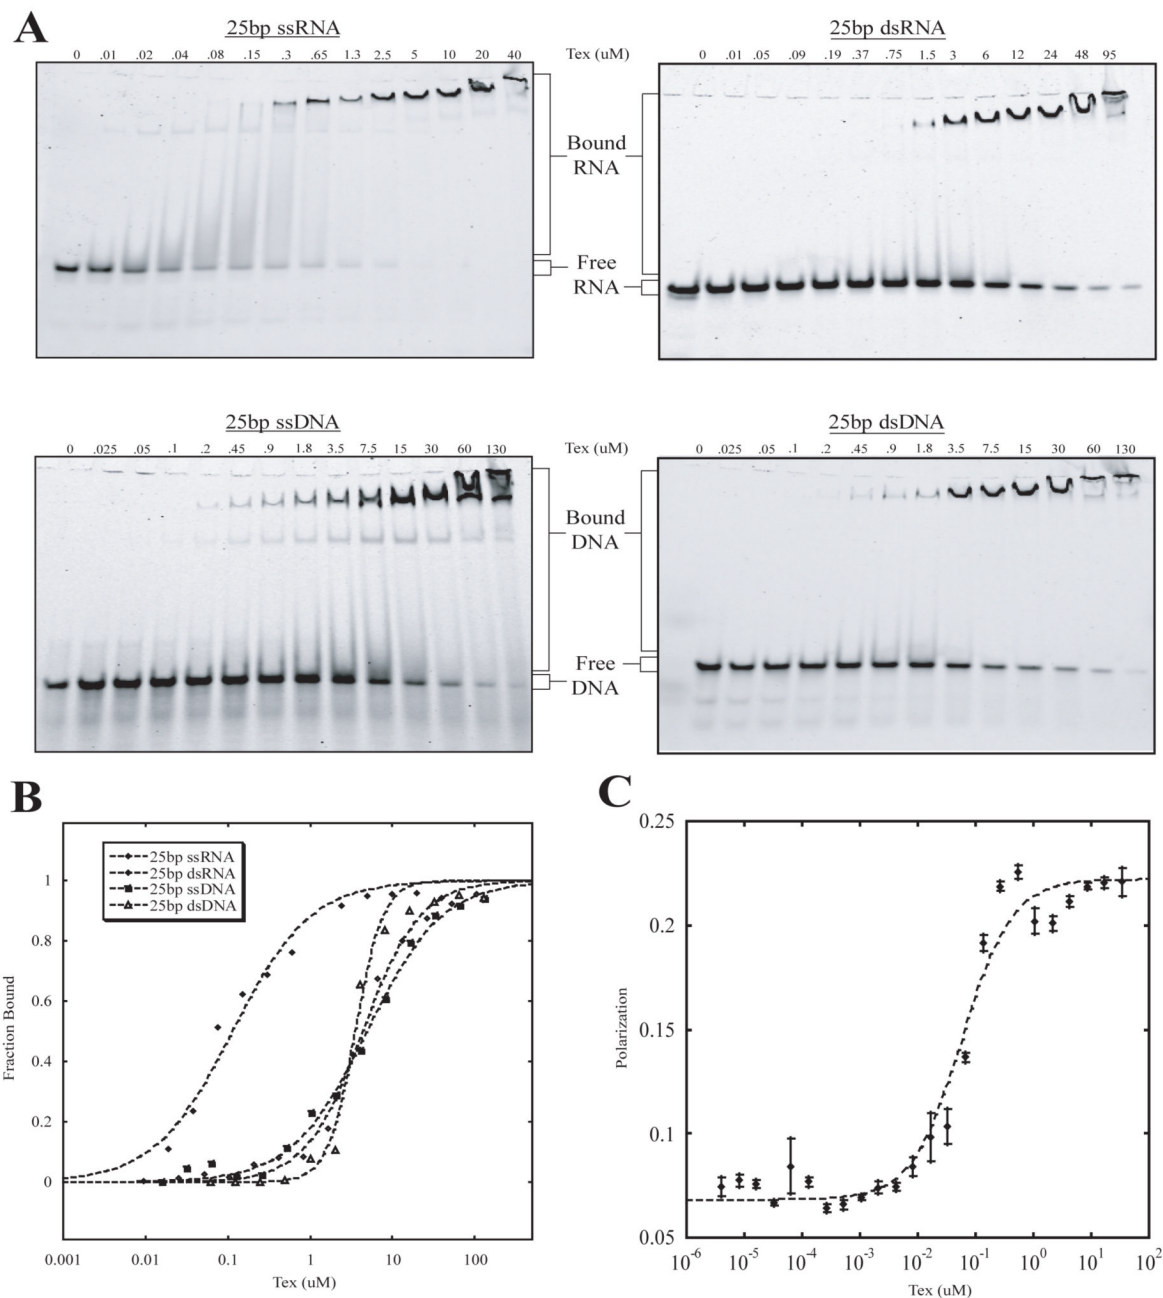 A
25bp ssRNA
0 .01 .02 .04 .08 .15 .3 .65 1.3 2.5 5 10 20 40
Tex (uM)
25bp dsRNA
0 .01 .05 .09 .19 .37 .75 1.5 3 6 12 24 48 95
Bound
RNA
Free
RNA
25bp ssDNA
0 .025 .05 .1 .2 .45 .9 1.8 3.5 7.5 15 30 60 130
Tex (uM)
25bp dsDNA
0 .025 .05 .1 .2 .45 .9 1.8 3.5 7.5 15 30 60 130
Bound
DNA
Free
DNA
B
25bp ssRNA
25bp dsRNA
25bp ssDNA
25bp dsDNA
1
0.8
0.6
0.4
0.2
0
Fraction Bound
0.001 0.01 0.1 1 10 100
Tex (uM)
C
0.25
0.2
0.15
0.1
0.05
Polarization
10-6 10-5 10-4 10-3 10-2 10-1 100 101 102
Tex (uM)